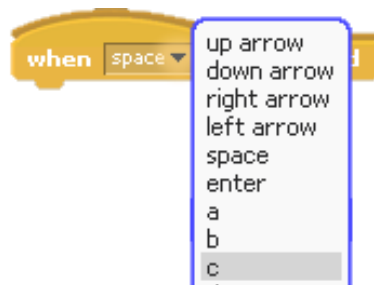 when space
up arrow
down arrow
right arrow
left arrow
space
enter
a
b
c